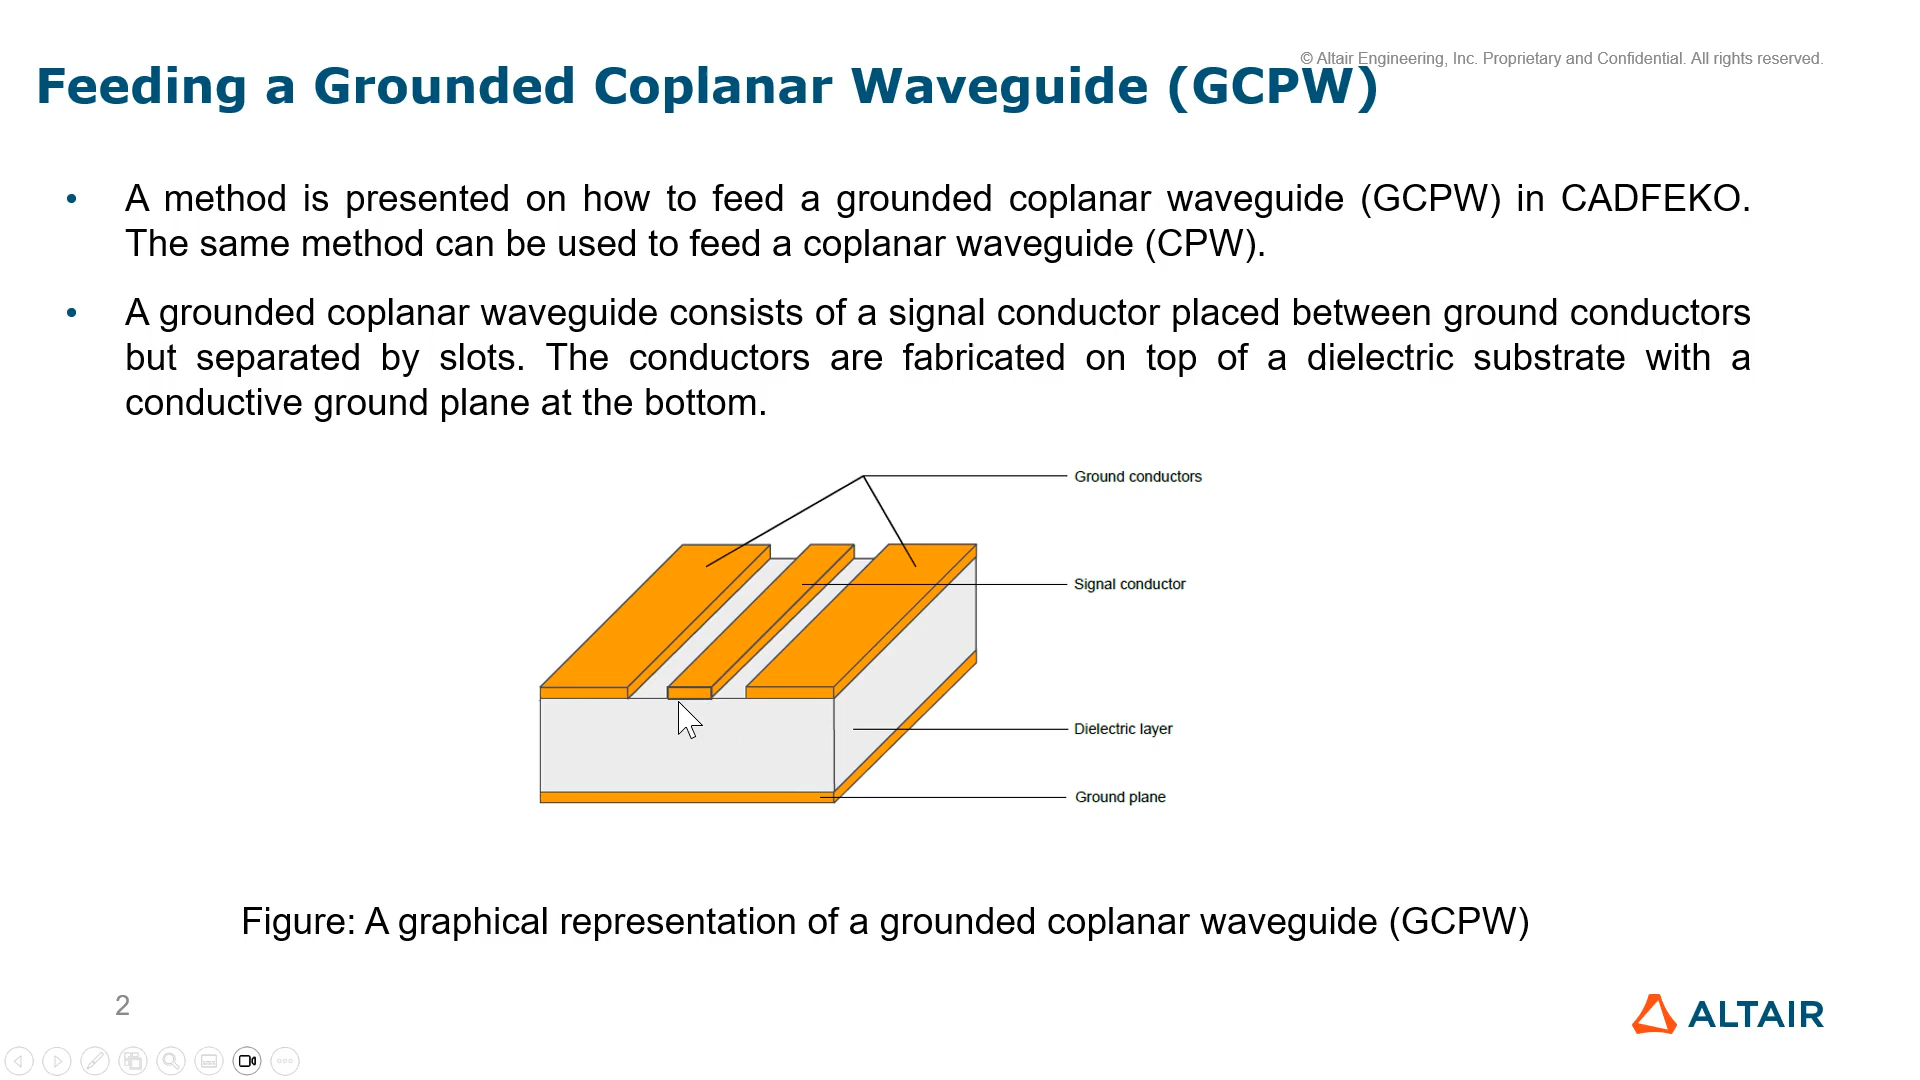 © Altair Engineering, Inc. Proprietary and Confidential. All rights reserved.
Feeding a Grounded Coplanar Waveguide (GCPW)
• A method is presented on how to feed a grounded coplanar waveguide (GCPW) in CADFEKO.
The same method can be used to feed a coplanar waveguide (CPW).
• A grounded coplanar waveguide consists of a signal conductor placed between ground conductors
but separated by slots. The conductors are fabricated on top of a dielectric substrate with a
conductive ground plane at the bottom.
Ground conductors
Signal conductor
Dielectric layer
Ground plane
Figure: A graphical representation of a grounded coplanar waveguide (GCPW)
2
ALTAIR